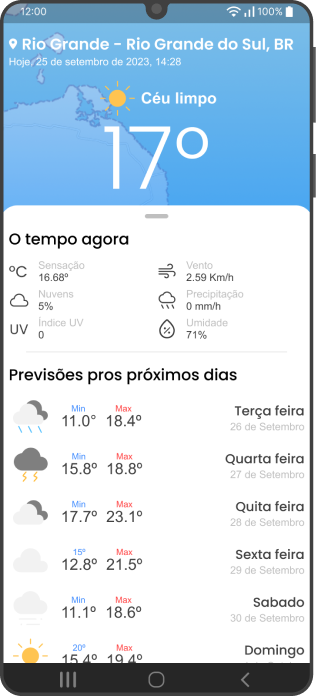 12:00 100%
Rio Grande - Rio Grande do Sul, BR
Hoje, 25 de setembro de 2023, 14:28
Céu limpo
17º
O tempo agora
ºC Sensação Vento
16.68º 2.59 Km/h
Nuvens Precipitação
5% 0 mm/h
UV Índice UV Umidade
0 71%
Previsões pros próximos dias
Min Max Terça feira
11.0° 18.4º 26 de Setembro
Min Max Quarta feira
15.8º 18.8º 27 de Setembro
Min Max Quita feira
17.7º 23.1º 28 de Setembro
15º Max Sexta feira
12.8º 21.5º 29 de Setembro
Min Max Sabado
11.1º 18.6º 30 de Setembro
20º Max Domingo
15.4º 19.4º